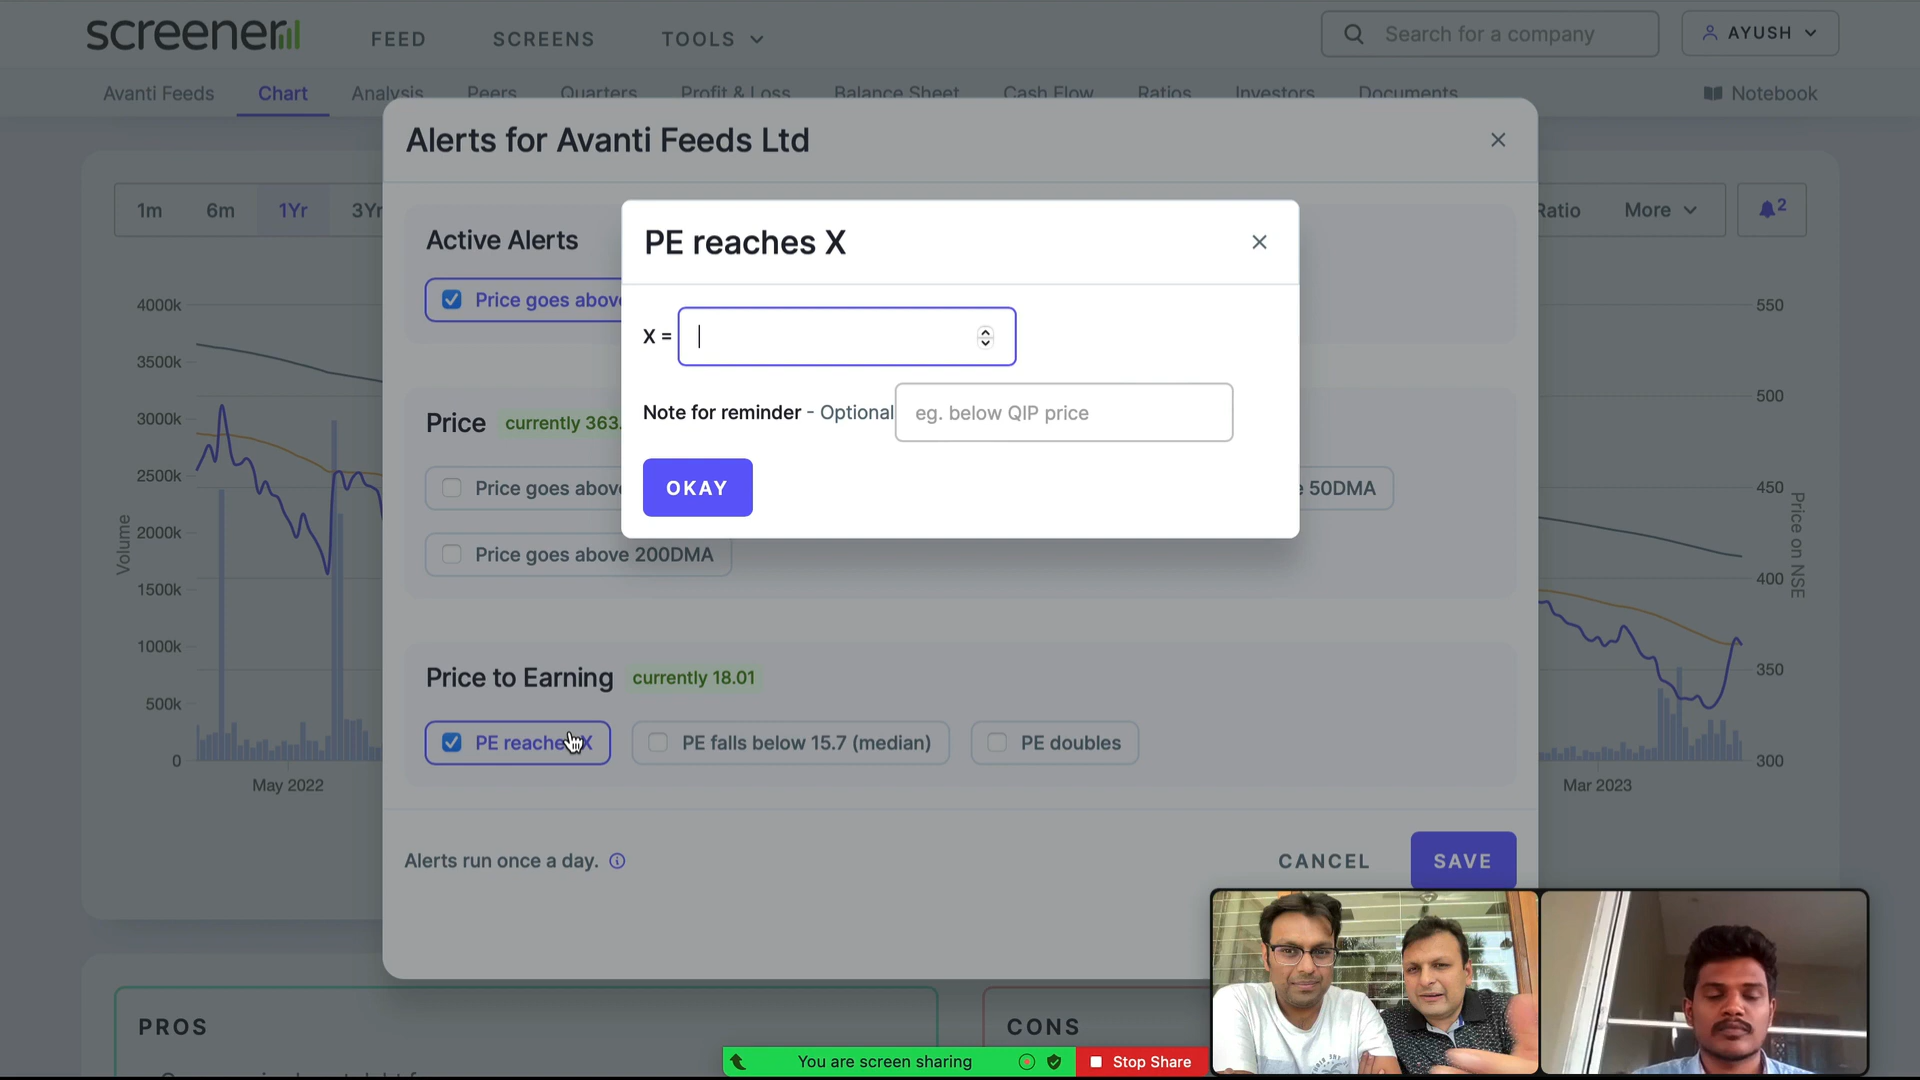 screener
FEED
SCREENS
TOOLS
Search for a company
AYUSH
Avanti Feeds
Chart
Analysis
Peers
Quarters
Profit & Loss
Balance Sheet
Cash Flow
Ratios
Investors
Documents
Notebook
Alerts for Avanti Feeds Ltd
1m
6m
1Yr
3Yr
Ratio
More
2
Active Alerts
Price goes above
PE reaches X
X =
Note for reminder - Optional
eg. below QIP price
OKAY
Price
currently 363.
Price goes above
50DMA
Price goes above 200DMA
Price to Earning
currently 18.01
PE reaches X
PE falls below 15.7 (median)
PE doubles
Alerts run once a day.
CANCEL
SAVE
4000k
3500k
3000k
2500k
2000k
1500k
1000k
500k
0
Volume
May 2022
550
500
450
400
350
300
Price on NSE
Mar 2023
PROS
CONS
You are screen sharing
Stop Share